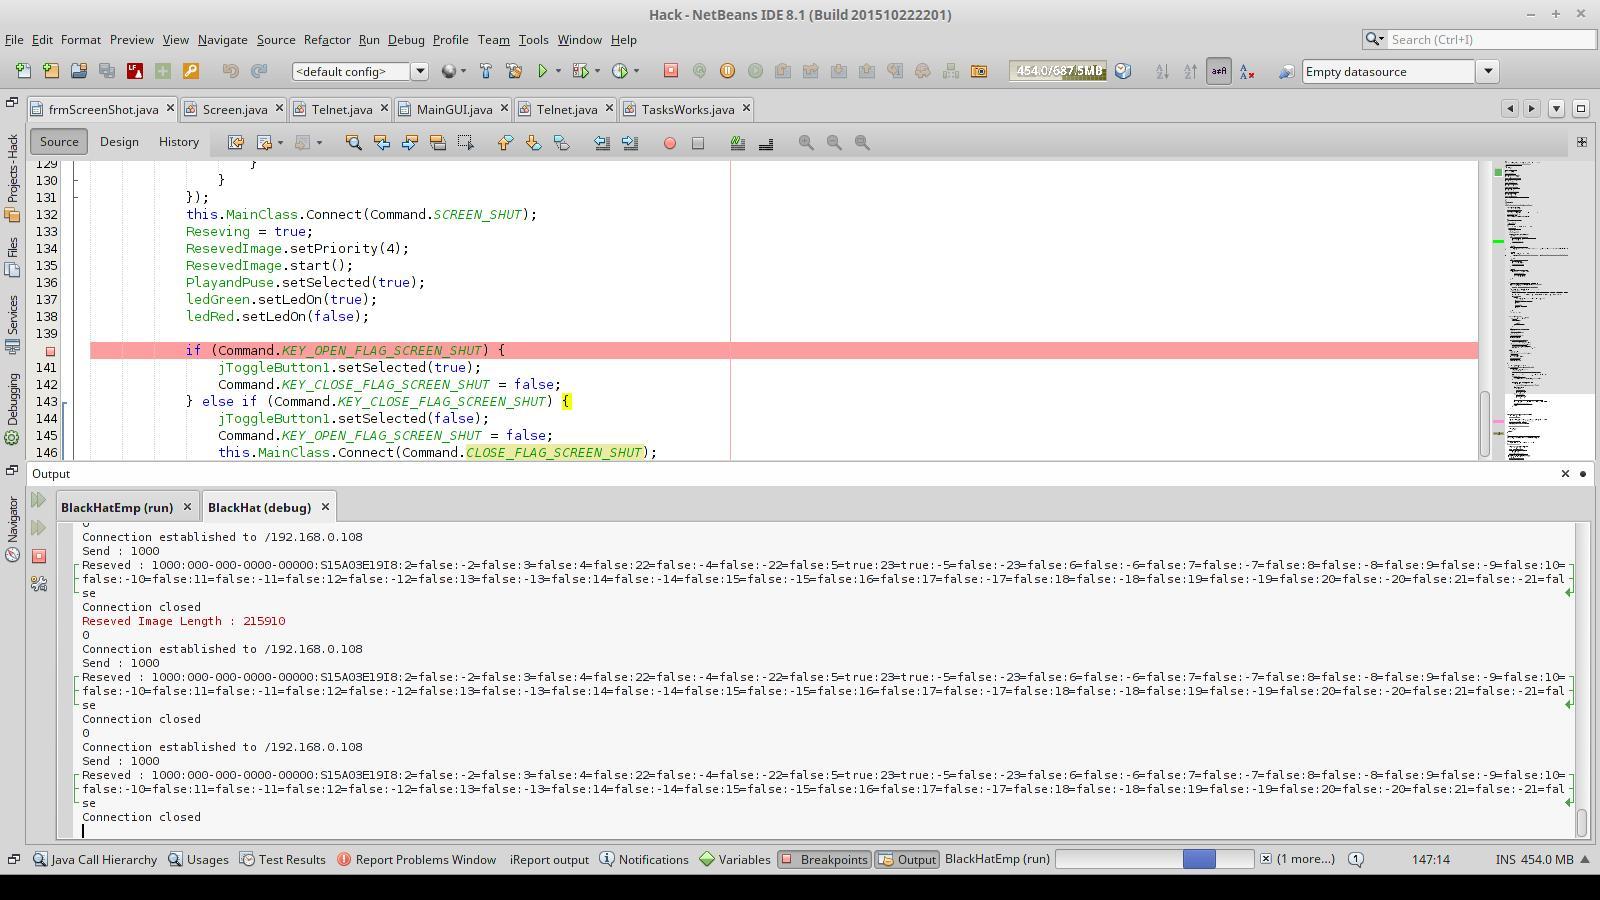 Hack - NetBeans IDE 8.1 (Build 201510222201)
File Edit Format Preview View Navigate Source Refactor Run Debug Profile Team Tools Window Help
Search (Ctrl+I)
<default config>
454.0/687.5MB
Empty datasource
frmScreenShot.java Screen.java Telnet.java MainGUI.java Telnet.java TasksWorks.java
Source Design History
Projects - Hack
Files
Services
Debugging
Navigator
129 }
130 }
131 });
132 this.MainClass.Connect(Command.SCREEN_SHUT);
133 Reseving = true;
134 ResevedImage.setPriority(4);
135 ResevedImage.start();
136 PlayandPuse.setSelected(true);
137 ledGreen.setLedOn(true);
138 ledRed.setLedOn(false);
139
if (Command.KEY_OPEN_FLAG_SCREEN_SHUT) {
141 jToggleButton1.setSelected(true);
142 Command.KEY_CLOSE_FLAG_SCREEN_SHUT = false;
143 } else if (Command.KEY_CLOSE_FLAG_SCREEN_SHUT) {
144 jToggleButton1.setSelected(false);
145 Command.KEY_OPEN_FLAG_SCREEN_SHUT = false;
146 this.MainClass.Connect(Command.CLOSE_FLAG_SCREEN_SHUT);
Output
BlackHatEmp (run) BlackHat (debug)
0
Connection established to /192.168.0.108
Send : 1000
Reseved : 1000:000-000-0000-00000:S15A03E19I8:2=false:-2=false:3=false:4=false:22=false:-4=false:-22=false:5=true:23=true:-5=false:-23=false:6=false:-6=false:7=false:-7=false:8=false:-8=false:9=false:-9=false:10=
false:-10=false:11=false:-11=false:12=false:-12=false:13=false:-13=false:14=false:-14=false:15=false:-15=false:16=false:17=false:-17=false:18=false:-18=false:19=false:-19=false:20=false:-20=false:21=false:-21=fal
se
Connection closed
Reseved Image Length : 215910
0
Connection established to /192.168.0.108
Send : 1000
Reseved : 1000:000-000-0000-00000:S15A03E19I8:2=false:-2=false:3=false:4=false:22=false:-4=false:-22=false:5=true:23=true:-5=false:-23=false:6=false:-6=false:7=false:-7=false:8=false:-8=false:9=false:-9=false:10=
false:-10=false:11=false:-11=false:12=false:-12=false:13=false:-13=false:14=false:-14=false:15=false:-15=false:16=false:17=false:-17=false:18=false:-18=false:19=false:-19=false:20=false:-20=false:21=false:-21=fal
se
Connection closed
0
Connection established to /192.168.0.108
Send : 1000
Reseved : 1000:000-000-0000-00000:S15A03E19I8:2=false:-2=false:3=false:4=false:22=false:-4=false:-22=false:5=true:23=true:-5=false:-23=false:6=false:-6=false:7=false:-7=false:8=false:-8=false:9=false:-9=false:10=
false:-10=false:11=false:-11=false:12=false:-12=false:13=false:-13=false:14=false:-14=false:15=false:-15=false:16=false:17=false:-17=false:18=false:-18=false:19=false:-19=false:20=false:-20=false:21=false:-21=fal
se
Connection closed
Java Call Hierarchy Usages Test Results Report Problems Window iReport output Notifications Variables Breakpoints Output BlackHatEmp (run) (1 more...) 1 147:14 INS 454.0 MB